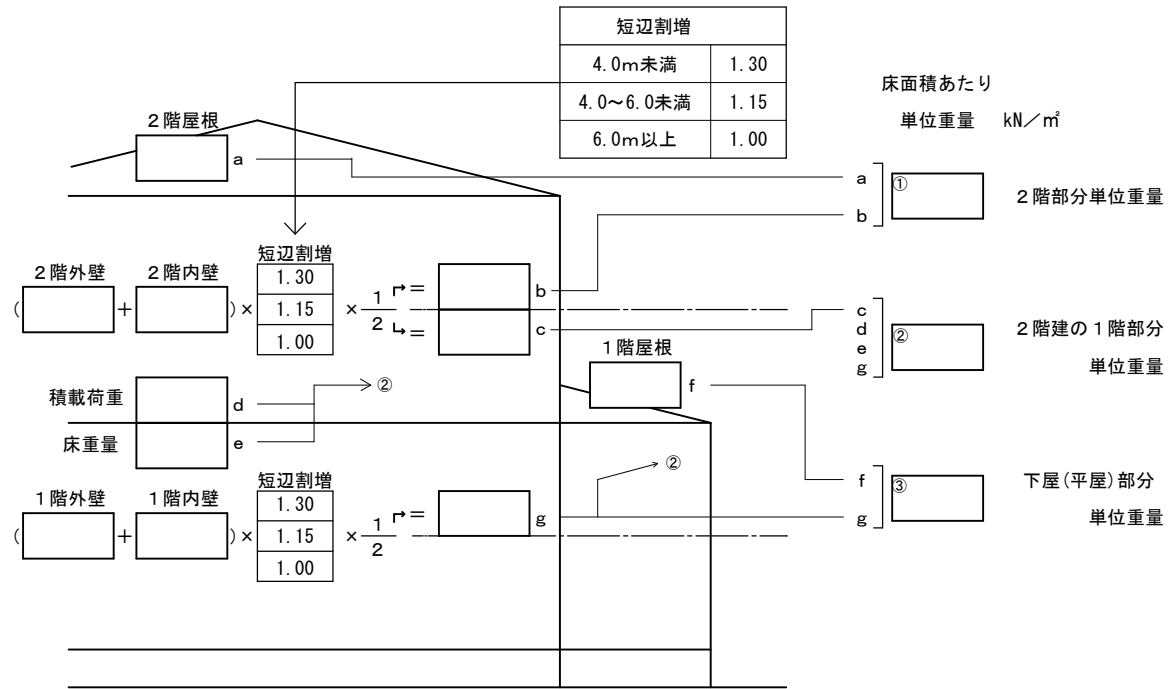 短辺割増
4.0m未満 1.30
4.0~6.0未満 1.15
6.0m以上 1.00
床面積あたり
単位重量 kN/㎡
2階屋根
a
a
b
①
2階部分単位重量
短辺割増
2階外壁 2階内壁
( + )× 1.30 1.15 1.00 × 1/2 ↱= b
↳= c
c
d
e
g
②
2階建の1階部分
単位重量
1階屋根
f
積載荷重 d
②
床重量 e
②
f
g
③
下屋(平屋)部分
単位重量
短辺割増
1階外壁 1階内壁
( + )× 1.30 1.15 1.00 × 1/2 ↱= g